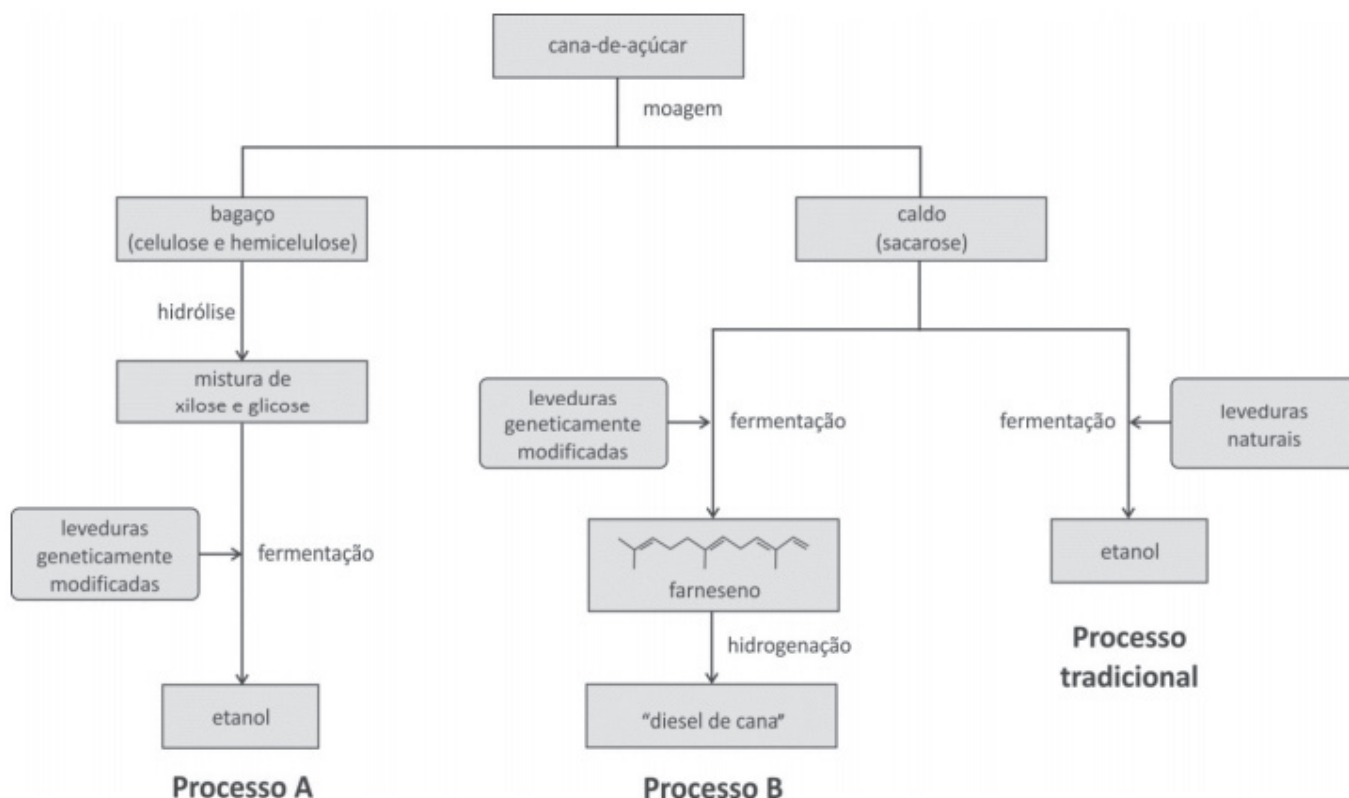 cana-de-açúcar
moagem
bagaço
(celulose e hemicelulose)
caldo
(sacarose)
hidrólise
mistura de
xilose e glicose
leveduras
geneticamente
modificadas
fermentação
fermentação
leveduras
naturais
leveduras
geneticamente
modificadas
fermentação
farneseno
etanol
hidrogenação
Processo
tradicional
etanol
“diesel de cana”
Processo A
Processo B